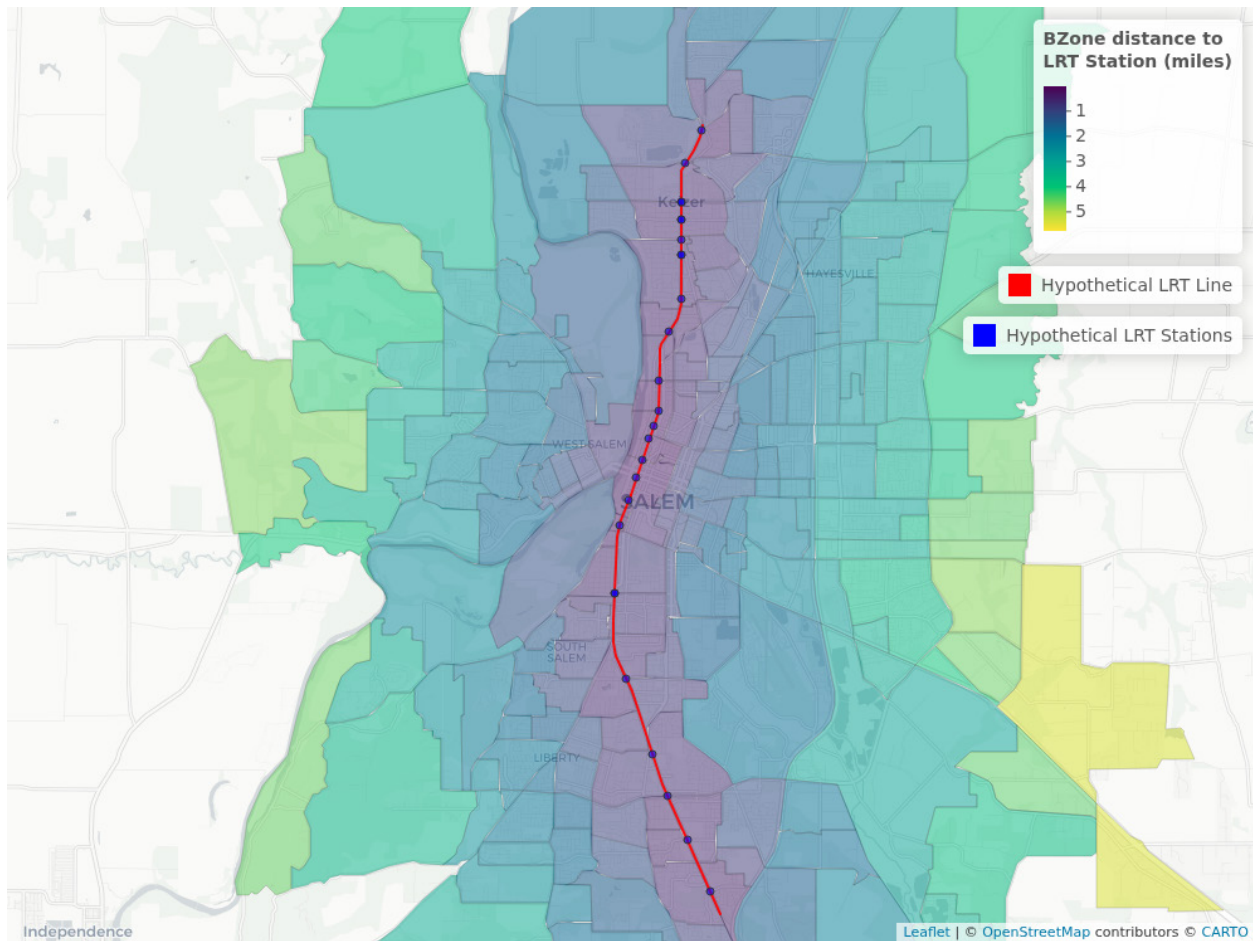 BZone distance to
LRT Station (miles)
1
2
3
4
5
Hypothetical LRT Line
Hypothetical LRT Stations
Keizer
HAYESVILLE
WEST SALEM
SALEM
SOUTH
SALEM
LIBERTY
Independence
Leaflet | © OpenStreetMap contributors © CARTO